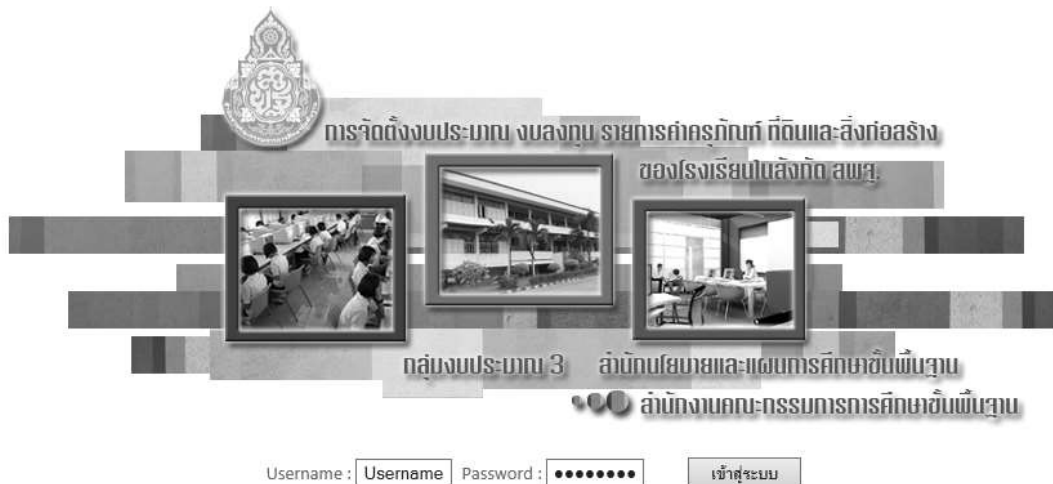 การจัดตั้งงบประมาณ งบลงทุน รายการค่าครุภัณฑ์ ที่ดินและสิ่งก่อสร้าง
ของโรงเรียนในสังกัด สพฐ.
กลุ่มงบประมาณ 3 สำนักนโยบายและแผนการศึกษาขั้นพื้นฐาน
สำนักงานคณะกรรมการการศึกษาขั้นพื้นฐาน
Username : Username Password : ●●●●●●●● เข้าสู่ระบบ